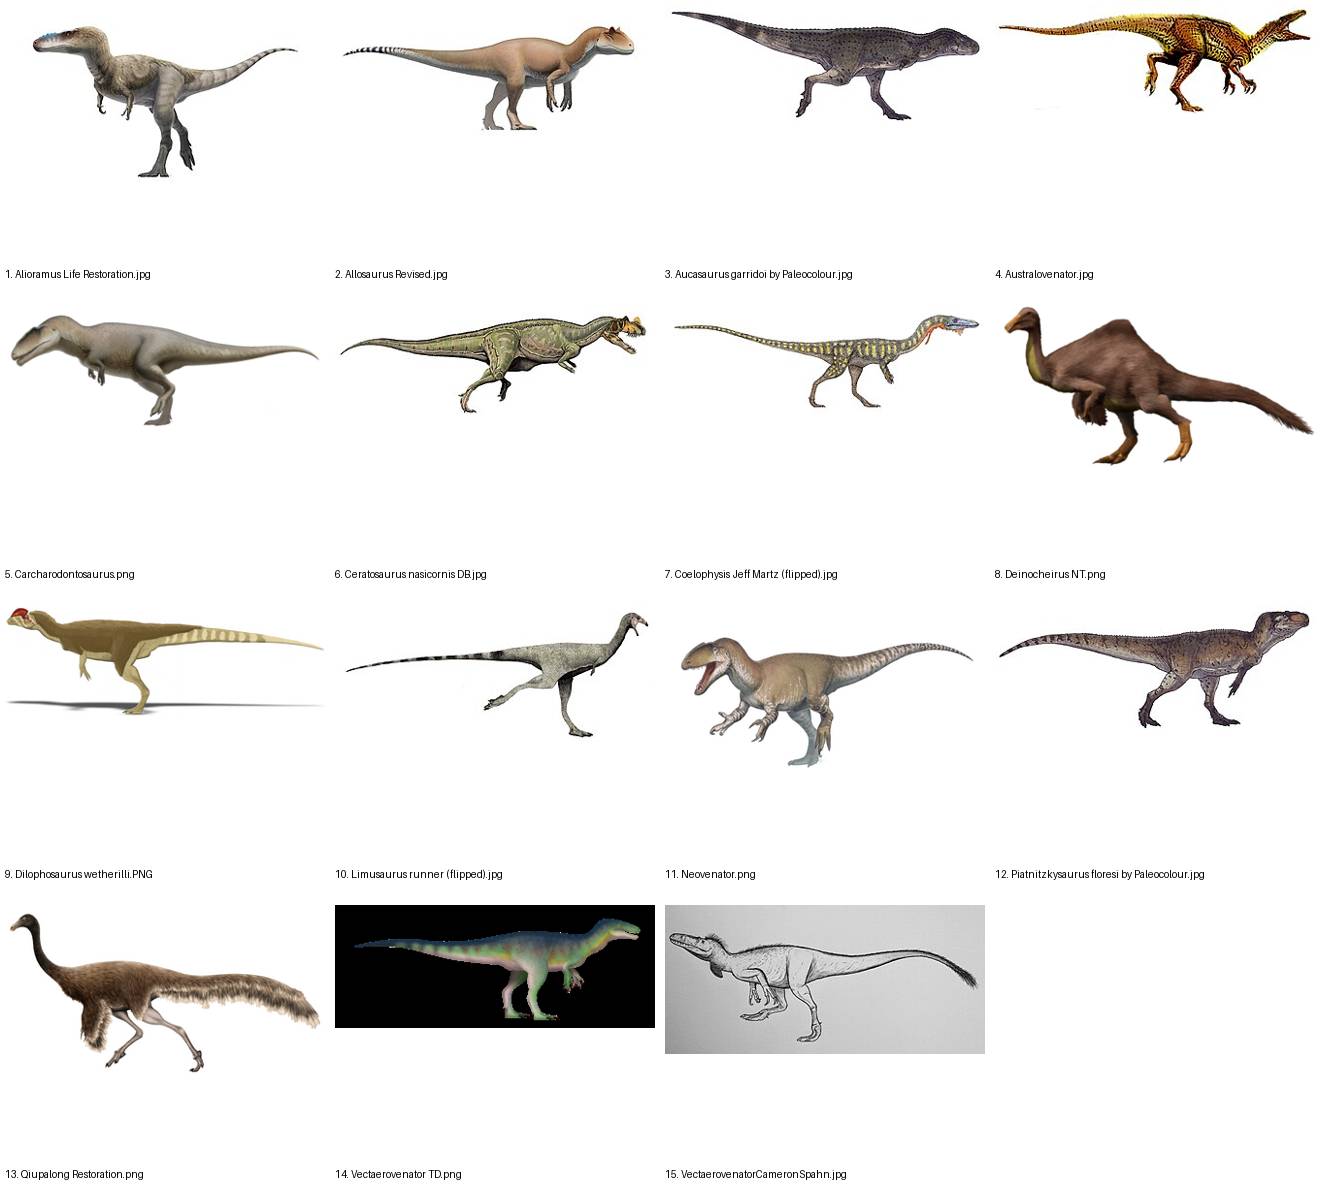 1. Alioramus Life Restoration.jpg
2. Allosaurus Revised.jpg
3. Aucasaurus garridoi by Paleocolour.jpg
4. Australovenator.jpg
5. Carcharodontosaurus.png
6. Ceratosaurus nasicornis DB.jpg
7. Coelophysis Jeff Martz (flipped).jpg
8. Deinocheirus NT.png
9. Dilophosaurus wetherilli.PNG
10. Limusaurus runner (flipped).jpg
11. Neovenator.png
12. Piatnitzkysaurus floresi by Paleocolour.jpg
13. Qiupalong Restoration.png
14. Vectaerovenator TD.png
15. VectaerovenatorCameronSpahn.jpg